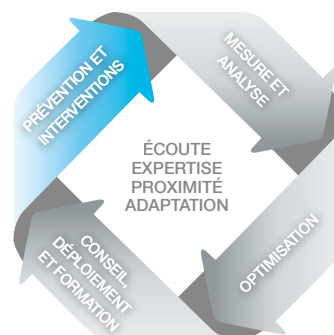 PRÉVENTION ET
INTERVENTIONS
MESURE ET
ANALYSE
ÉCOUTE
EXPERTISE
PROXIMITÉ
ADAPTATION
CONSEIL,
DÉPLOIEMENT
ET FORMATION
OPTIMISATION